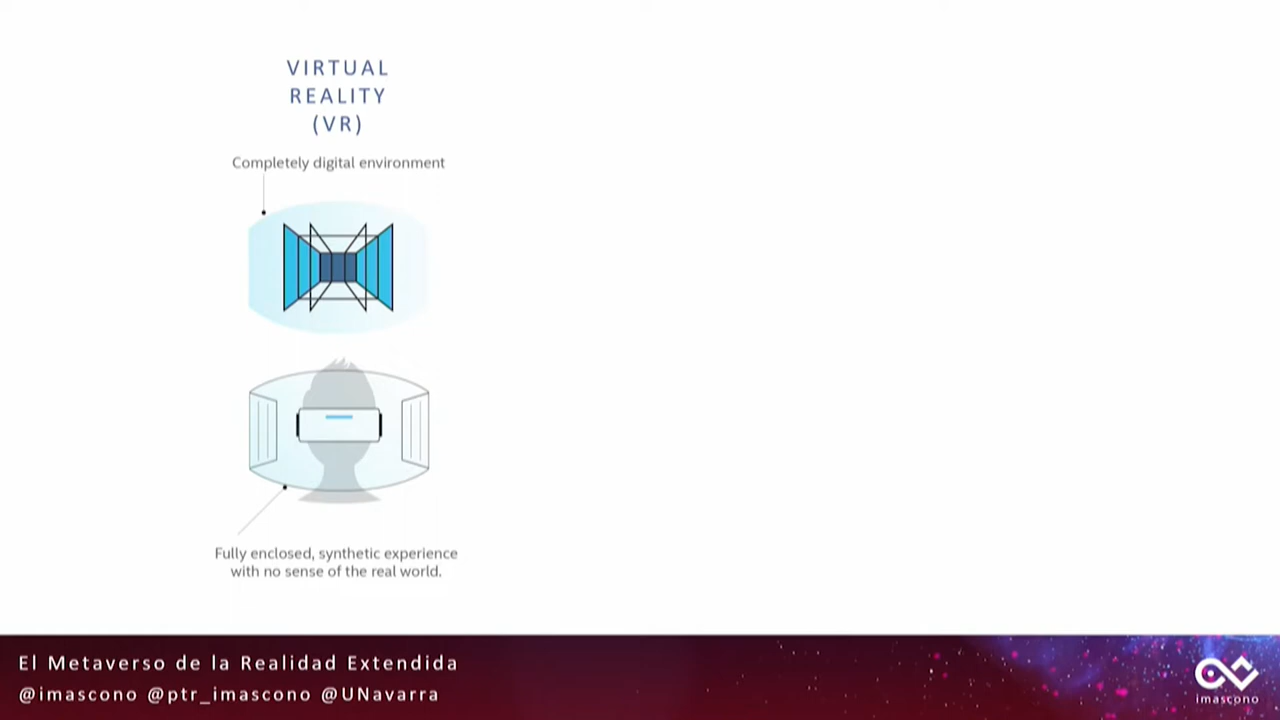 VIRTUAL
REALITY
(VR)
Completely digital environment
Fully enclosed, synthetic experience
with no sense of the real world.
El Metaverso de la Realidad Extendida
@imascono @ptr_imascono @UNavarra
imascono